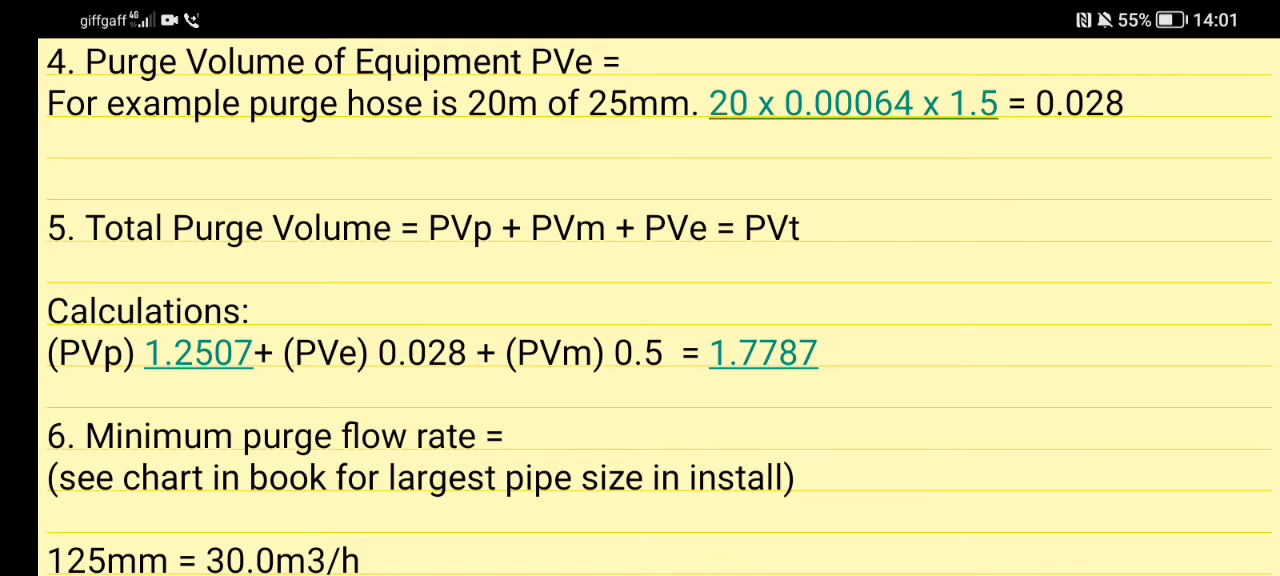 giffgaff 4G 55% 14:01
4. Purge Volume of Equipment PVe =
For example purge hose is 20m of 25mm. 20 x 0.00064 x 1.5 = 0.028
5. Total Purge Volume = PVp + PVm + PVe = PVt
Calculations:
(PVp) 1.2507+ (PVe) 0.028 + (PVm) 0.5 = 1.7787
6. Minimum purge flow rate =
(see chart in book for largest pipe size in install)
125mm = 30.0m3/h